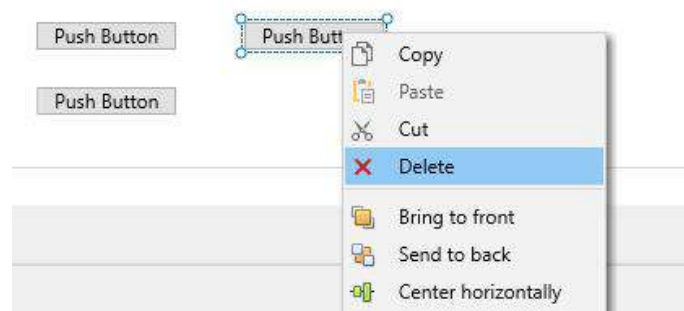 Push Button
Push Butt
Push Button
Copy
Paste
Cut
Delete
Bring to front
Send to back
Center horizontally